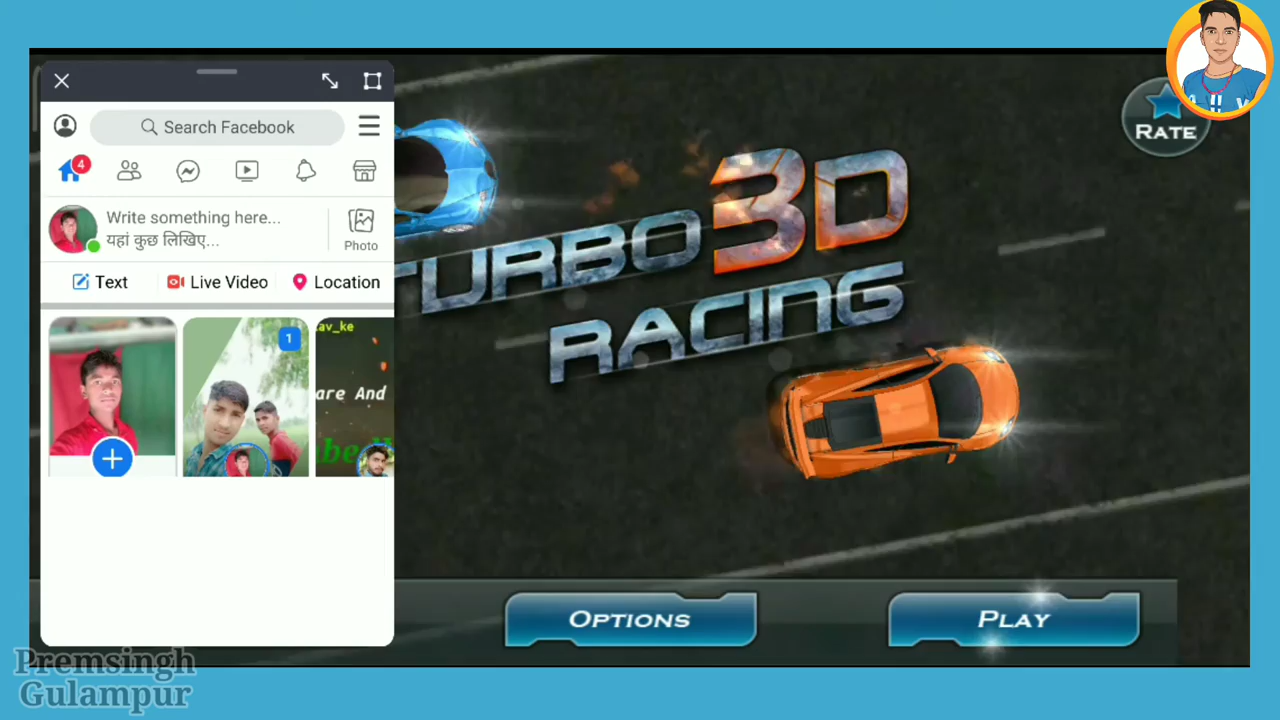 Search Facebook
4
Write something here...
यहां कुछ लिखिए...
Photo
Text
Live Video
Location
1
are And
TURBO 3D
RACING
RATE
OPTIONS
PLAY
Premsingh
Gulampur